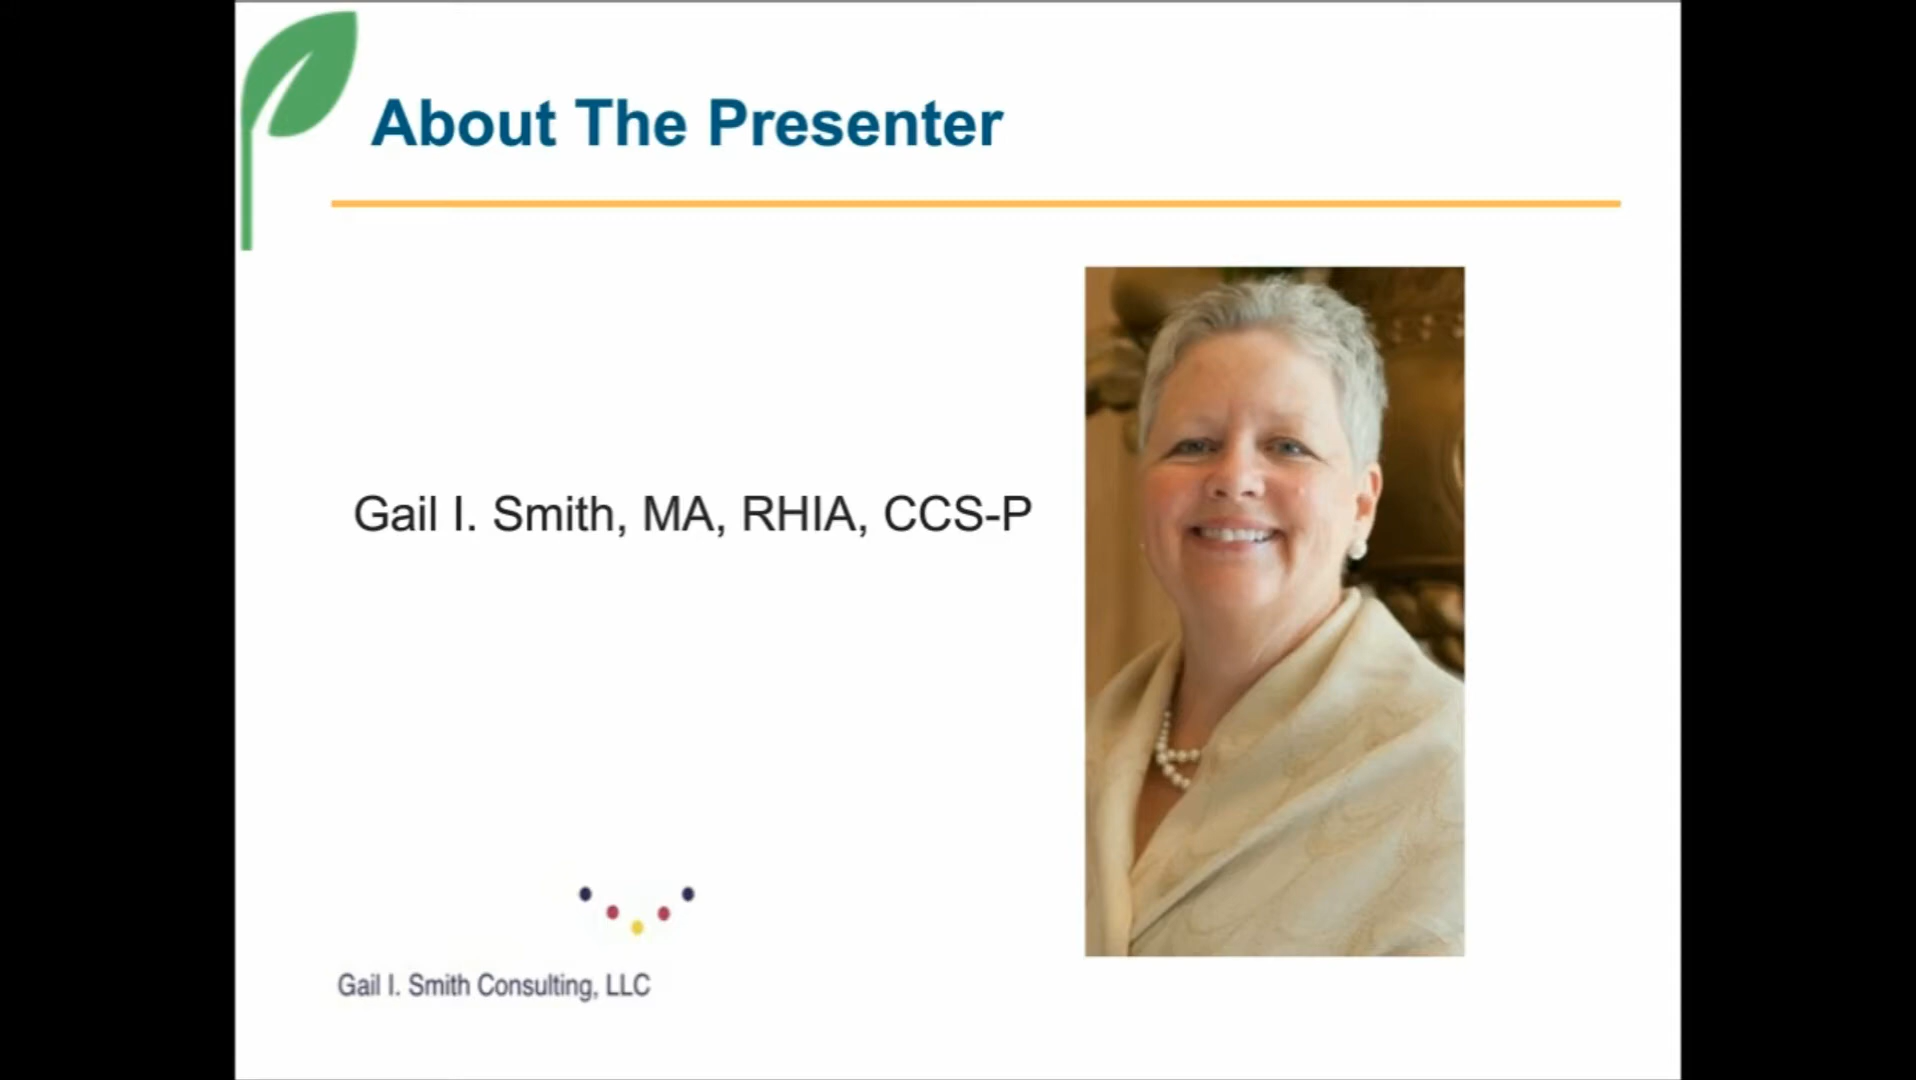 About The Presenter
Gail I. Smith, MA, RHIA, CCS-P
Gail I. Smith Consulting, LLC